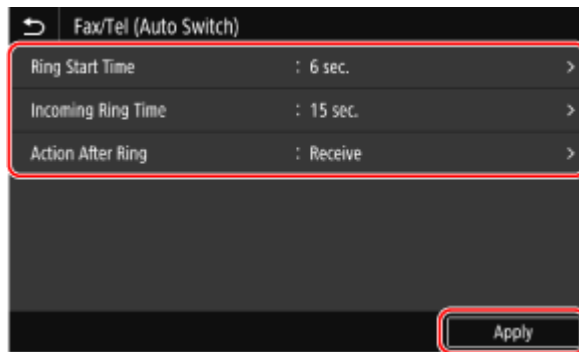 Fax/Tel (Auto Switch)
Ring Start Time : 6 sec.
Incoming Ring Time : 15 sec.
Action After Ring : Receive
Apply